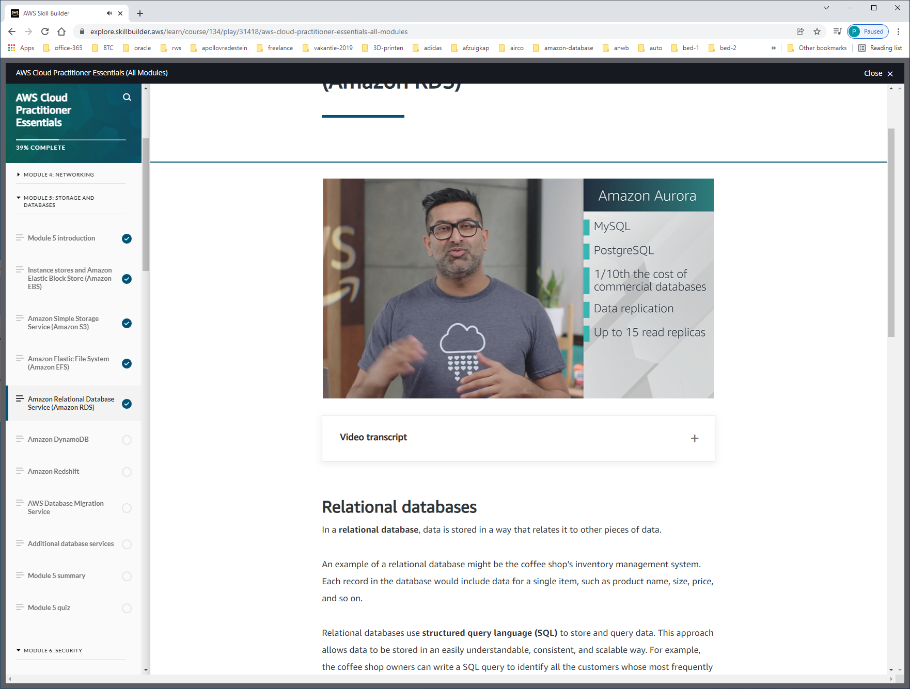 AWS Skill Builder
explore.skillbuilder.aws/learn/course/134/play/31418/aws-cloud-practitioner-essentials-all-modules
Paused
Apps
office-365
BTC
oracle
rws
apollovredestein
freelance
vakantie-2019
3D-printen
adidas
afzuigkap
airco
amazon-database
anwb
auto
bed-1
bed-2
»
Other bookmarks
Reading list
AWS Cloud Practitioner Essentials (All Modules)
Close ×
AWS Cloud
Practitioner
Essentials
39% COMPLETE
MODULE 4: NETWORKING
MODULE 5: STORAGE AND
DATABASES
Module 5 introduction
Instance stores and Amazon
Elastic Block Store (Amazon
EBS)
Amazon Simple Storage
Service (Amazon S3)
Amazon Elastic File System
(Amazon EFS)
Amazon Relational Database
Service (Amazon RDS)
Amazon DynamoDB
Amazon Redshift
AWS Database Migration
Service
Additional database services
Module 5 summary
Module 5 quiz
MODULE 6: SECURITY
(Amazon RDS)
Amazon Aurora
MySQL
PostgreSQL
1/10th the cost of
commercial databases
Data replication
Up to 15 read replicas
Video transcript
Relational databases
In a relational database, data is stored in a way that relates it to other pieces of data.
An example of a relational database might be the coffee shop's inventory management system.
Each record in the database would include data for a single item, such as product name, size, price,
and so on.
Relational databases use structured query language (SQL) to store and query data. This approach
allows data to be stored in an easily understandable, consistent, and scalable way. For example,
the coffee shop owners can write a SQL query to identify all the customers whose most frequently